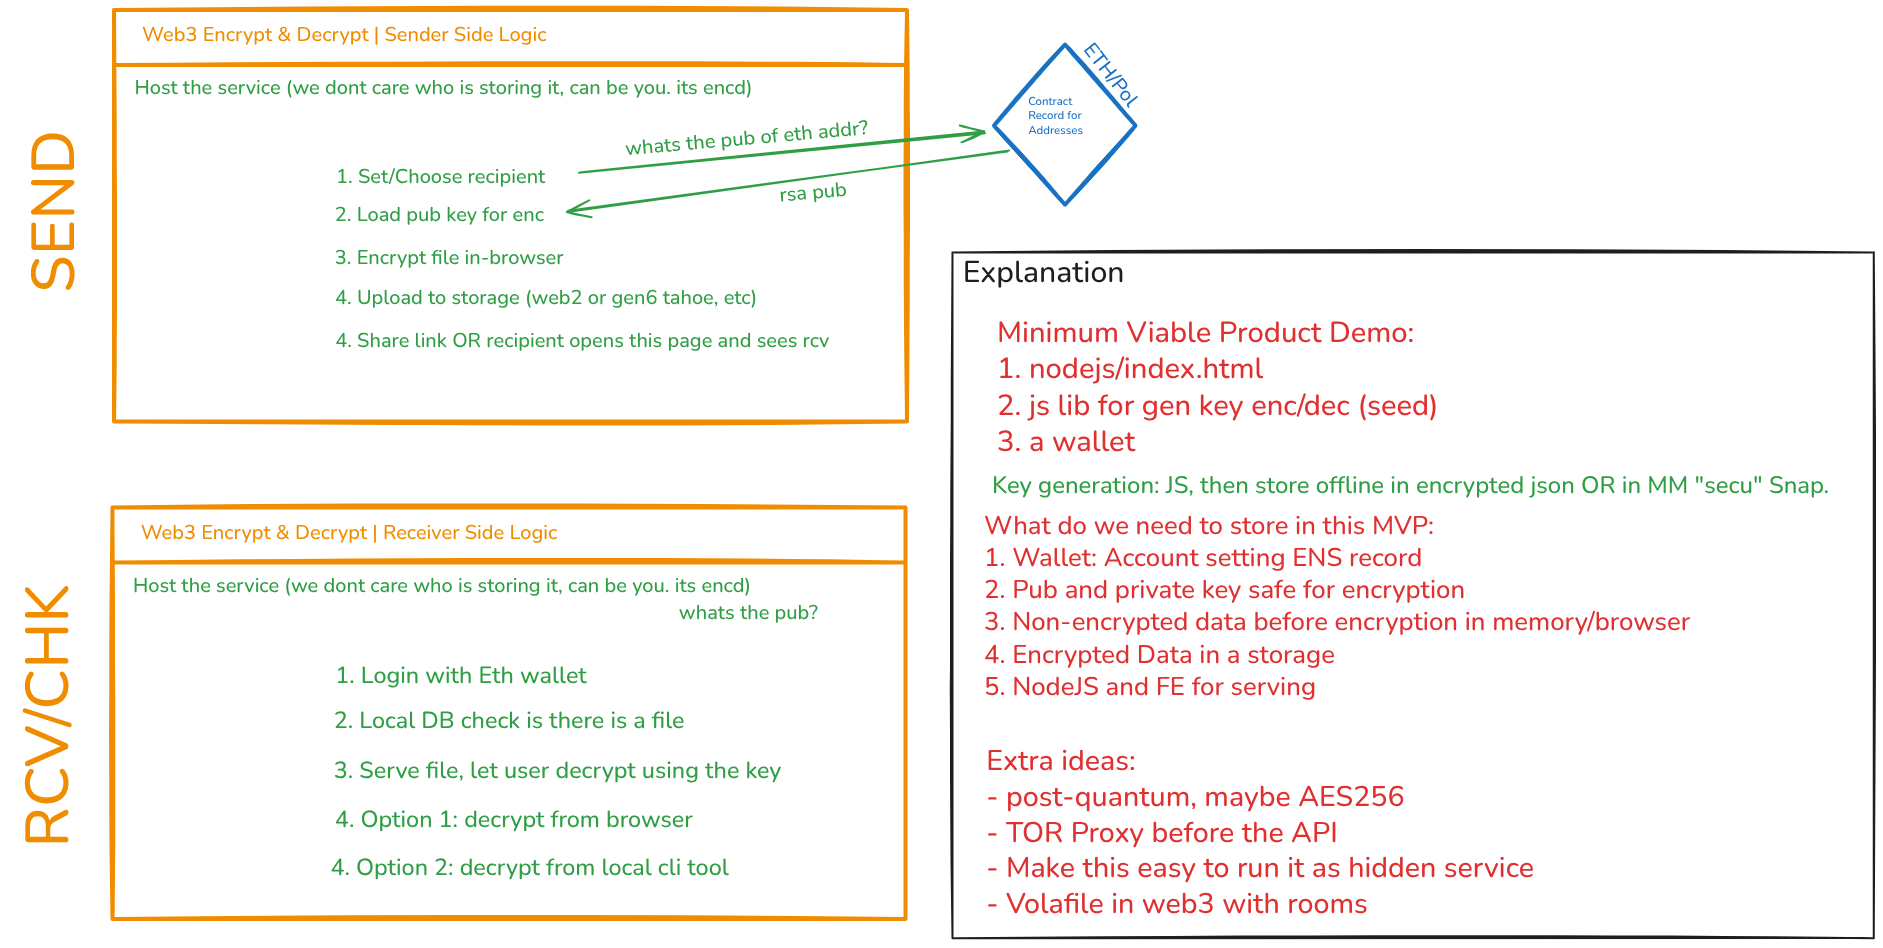 SEND
Web3 Encrypt & Decrypt | Sender Side Logic
Host the service (we dont care who is storing it, can be you. its encd)
whats the pub of eth addr?
rsa pub
1. Set/Choose recipient
2. Load pub key for enc
3. Encrypt file in-browser
4. Upload to storage (web2 or gen6 tahoe, etc)
4. Share link OR recipient opens this page and sees rcv
ETH/Pol
Contract
Record for
Addresses
RCV/CHK
Web3 Encrypt & Decrypt | Receiver Side Logic
Host the service (we dont care who is storing it, can be you. its encd)
whats the pub?
1. Login with Eth wallet
2. Local DB check is there is a file
3. Serve file, let user decrypt using the key
4. Option 1: decrypt from browser
4. Option 2: decrypt from local cli tool
Explanation
Minimum Viable Product Demo:
1. nodejs/index.html
2. js lib for gen key enc/dec (seed)
3. a wallet
Key generation: JS, then store offline in encrypted json OR in MM "secu" Snap.
What do we need to store in this MVP:
1. Wallet: Account setting ENS record
2. Pub and private key safe for encryption
3. Non-encrypted data before encryption in memory/browser
4. Encrypted Data in a storage
5. NodeJS and FE for serving
Extra ideas:
- post-quantum, maybe AES256
- TOR Proxy before the API
- Make this easy to run it as hidden service
- Volafile in web3 with rooms